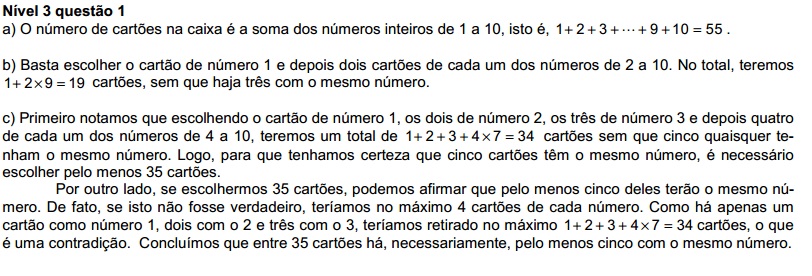 Nível 3 questão 1
a) O número de cartões na caixa é a soma dos números inteiros de 1 a 10, isto é, 1+ 2 + 3 + ⋯ + 9 + 10 = 55 .
b) Basta escolher o cartão de número 1 e depois dois cartões de cada um dos números de 2 a 10. No total, teremos
1+ 2×9 = 19 cartões, sem que haja três com o mesmo número.
c) Primeiro notamos que escolhendo o cartão de número 1, os dois de número 2, os três de número 3 e depois quatro
de cada um dos números de 4 a 10, teremos um total de 1+ 2 + 3 + 4×7 = 34 cartões sem que cinco quaisquer te-
nham o mesmo número. Logo, para que tenhamos certeza que cinco cartões têm o mesmo número, é necessário
escolher pelo menos 35 cartões.
Por outro lado, se escolhermos 35 cartões, podemos afirmar que pelo menos cinco deles terão o mesmo nú-
mero. De fato, se isto não fosse verdadeiro, teríamos no máximo 4 cartões de cada número. Como há apenas um
cartão como número 1, dois com o 2 e três com o 3, teríamos retirado no máximo 1+ 2 + 3 + 4×7 = 34 cartões, o que
é uma contradição. Concluímos que entre 35 cartões há, necessariamente, pelo menos cinco com o mesmo número.